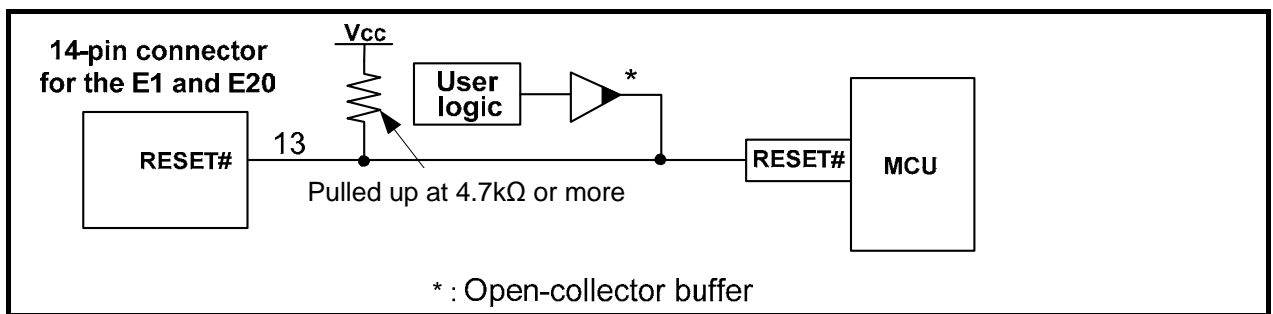 14-pin connector
for the E1 and E20
Vcc
User
logic
*
RESET#
13
RESET#
MCU
Pulled up at 4.7kΩ or more
* : Open-collector buffer